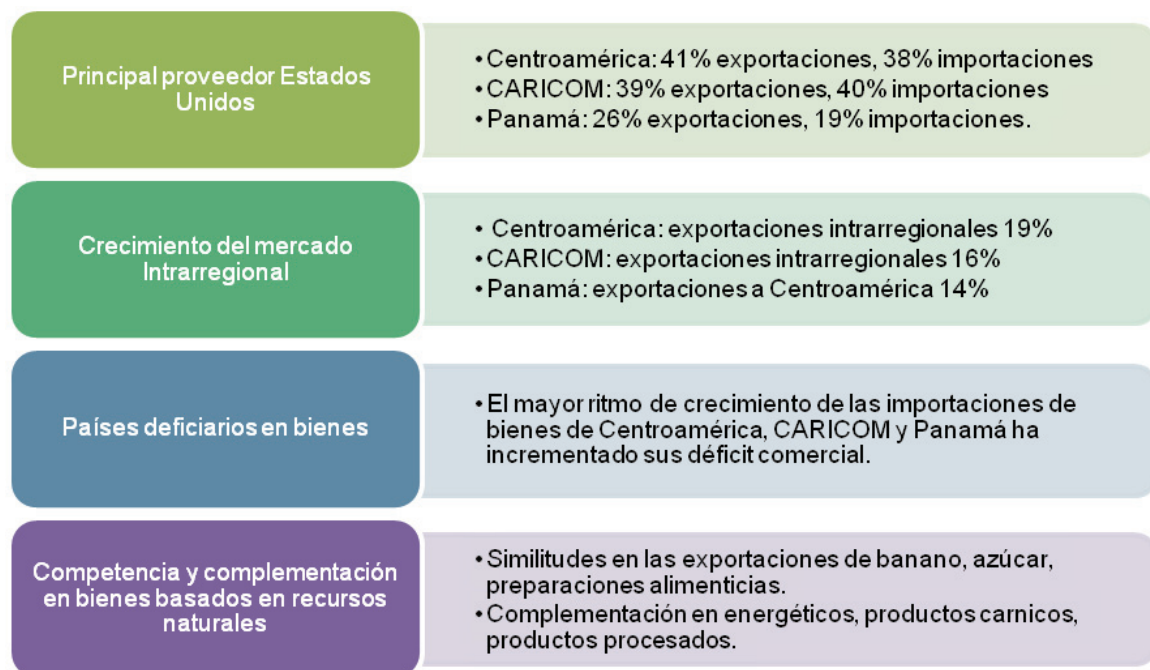 Principal proveedor Estados
Unidos
• Centroamérica: 41% exportaciones, 38% importaciones
• CARICOM: 39% exportaciones, 40% importaciones
• Panamá: 26% exportaciones, 19% importaciones.
Crecimiento del mercado
Intrarregional
• Centroamérica: exportaciones intrarregionales 19%
• CARICOM: exportaciones intrarregionales 16%
• Panamá: exportaciones a Centroamérica 14%
Países deficiarios en bienes
• El mayor ritmo de crecimiento de las importaciones de
bienes de Centroamérica, CARICOM y Panamá ha
incrementado sus déficit comercial.
Competencia y complementación
en bienes basados en recursos
naturales
• Similitudes en las exportaciones de banano, azúcar,
preparaciones alimenticias.
• Complementación en energéticos, productos carnicos,
productos procesados.